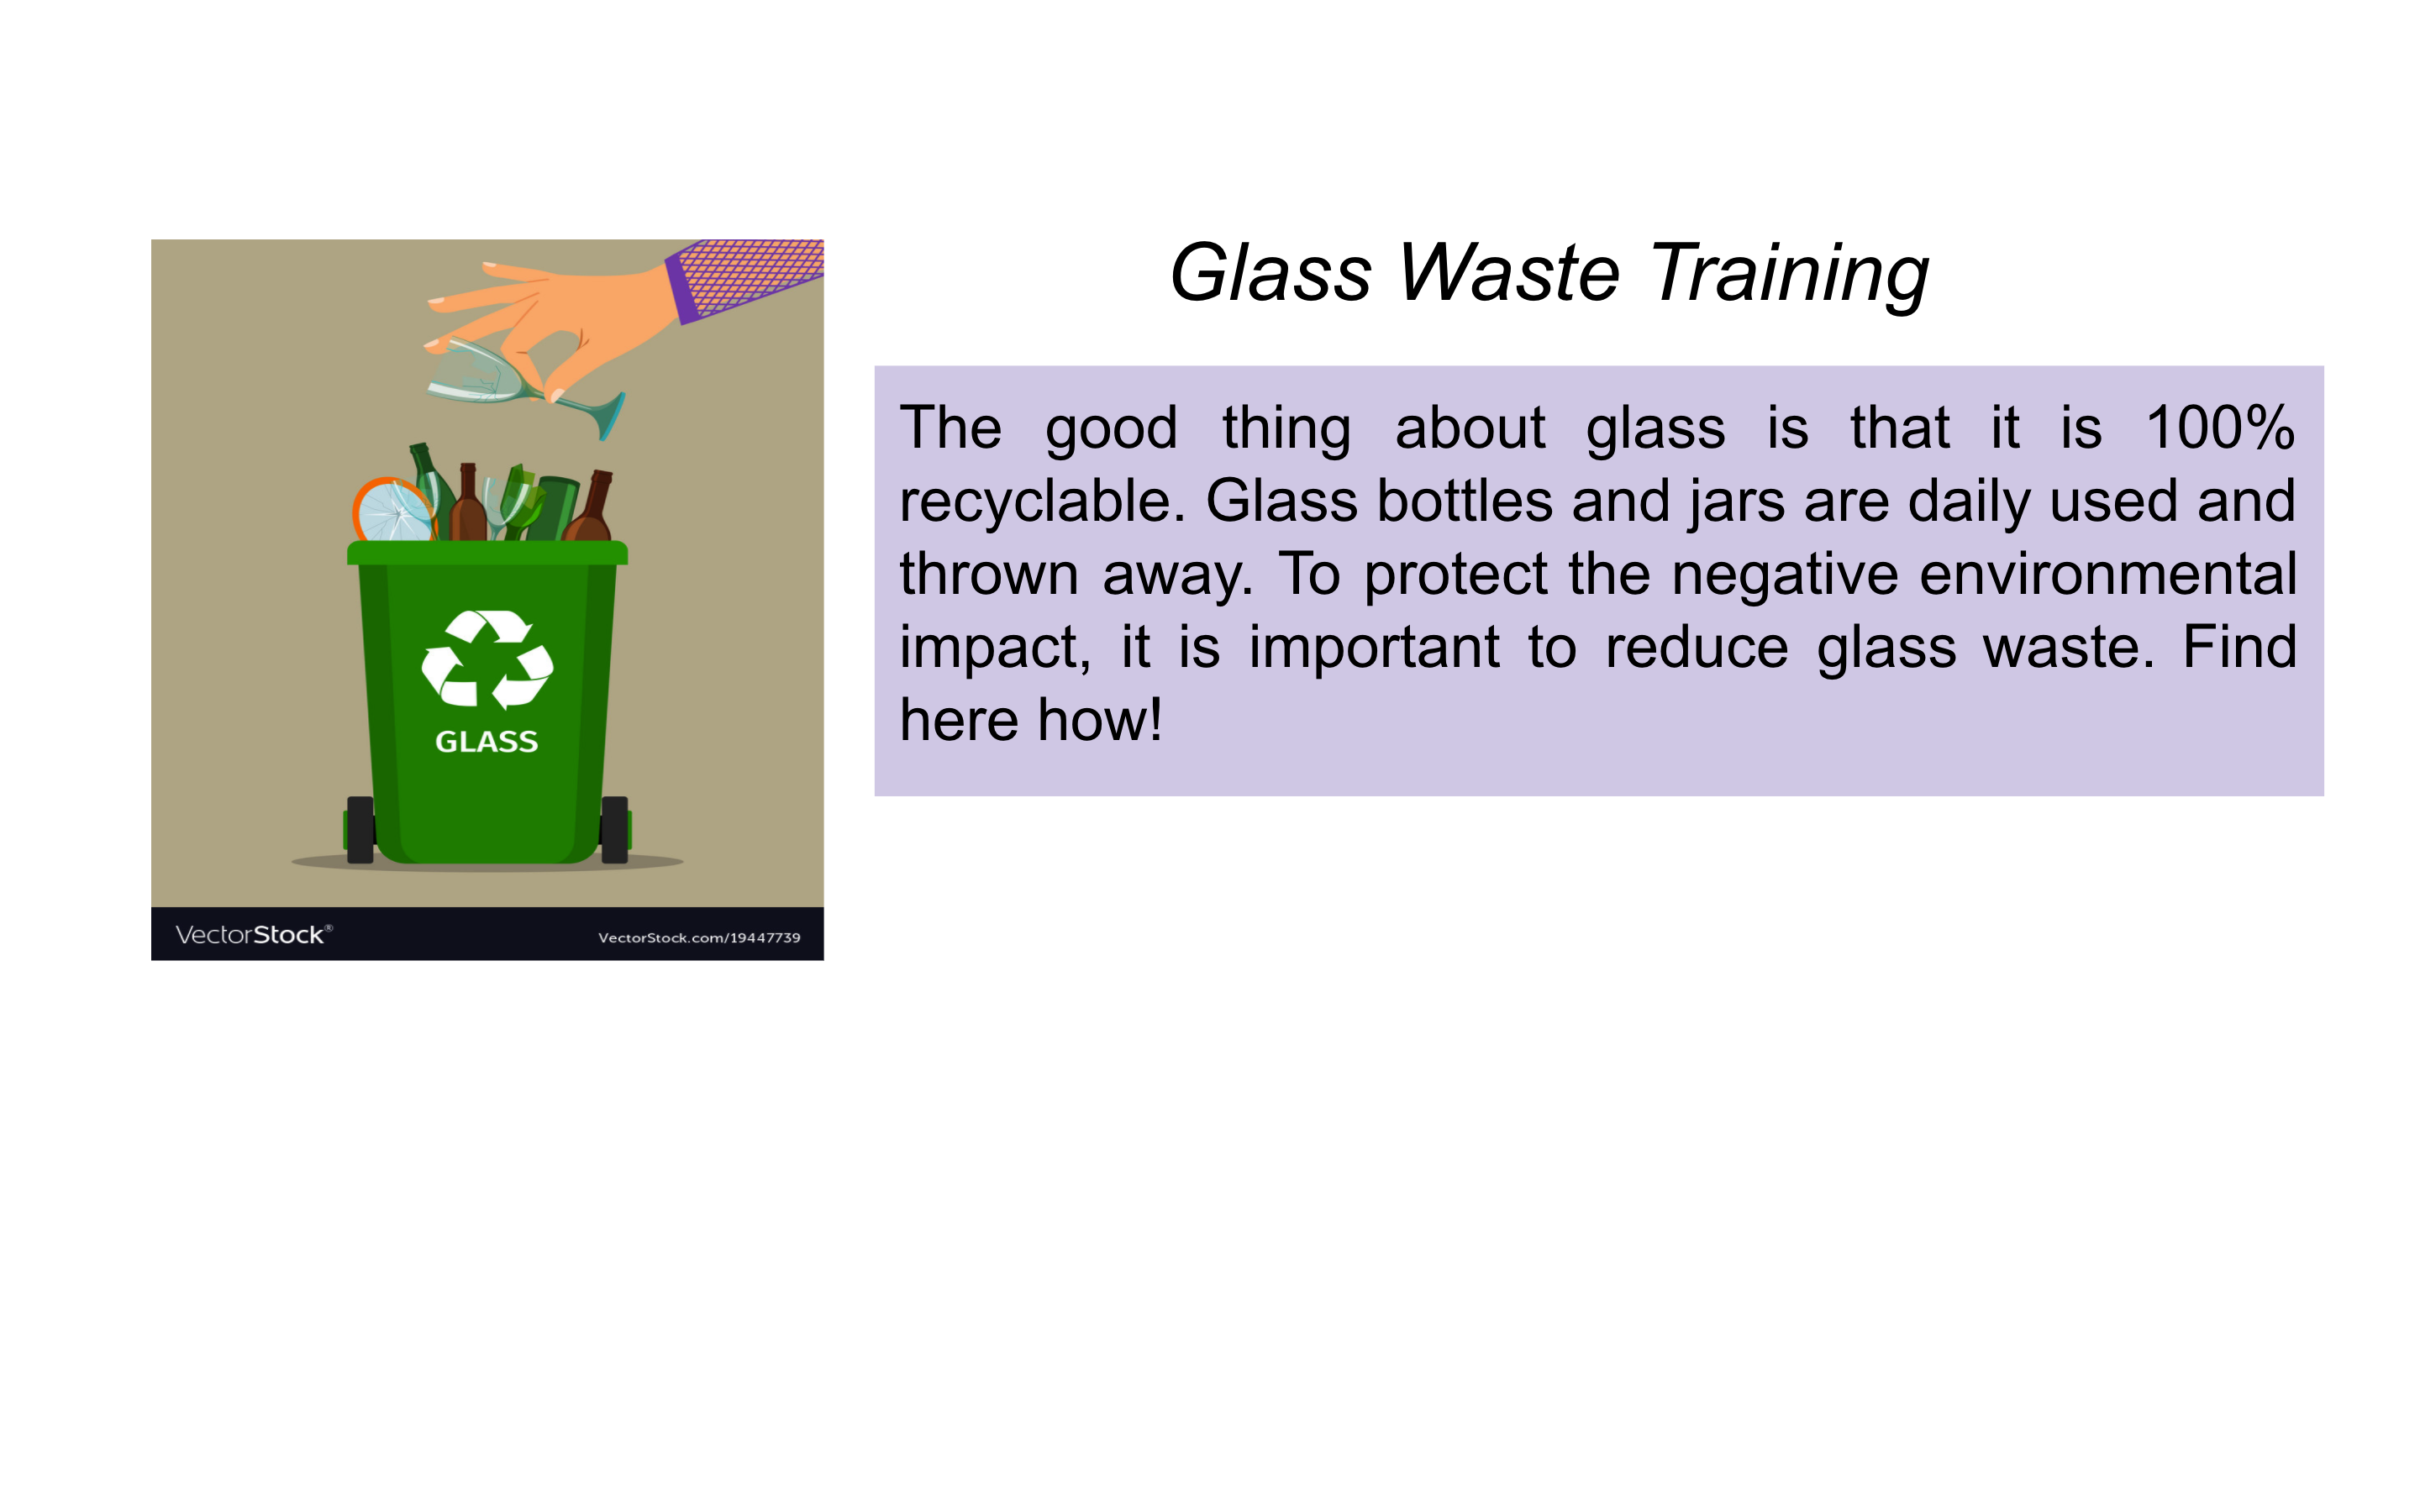 Glass Waste Training
The good thing about glass is that it is 100%
recyclable. Glass bottles and jars are daily used and
thrown away. To protect the negative environmental
impact, it is important to reduce glass waste. Find
here how!
GLASS
VectorStock®
VectorStock.com/19447739